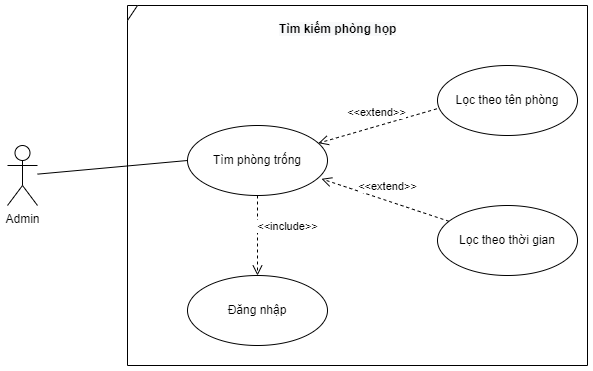 Tìm kiếm phòng họp
Lọc theo tên phòng
<<extend>>
Tìm phòng trống
<<extend>>
Admin
<<include>>
Lọc theo thời gian
Đăng nhập